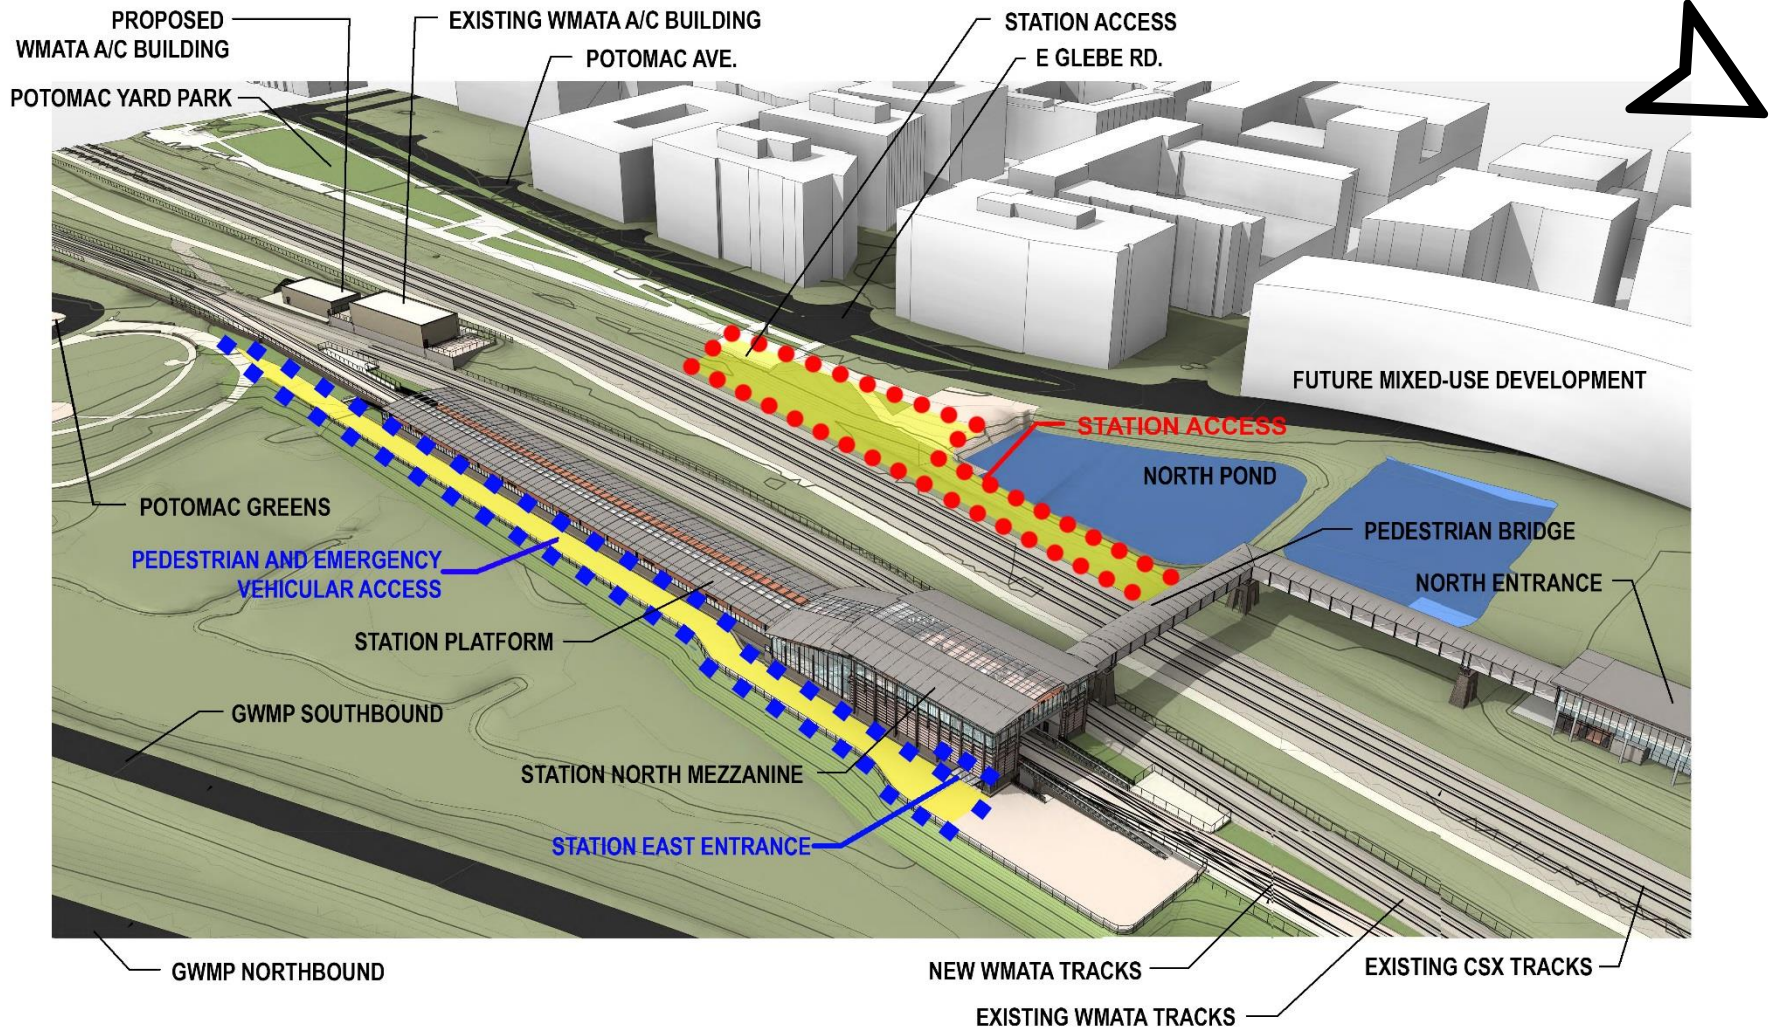 PROPOSED
WMATA A/C BUILDING
EXISTING WMATA A/C BUILDING
STATION ACCESS
POTOMAC AVE.
E GLEBE RD.
POTOMAC YARD PARK
FUTURE MIXED-USE DEVELOPMENT
STATION ACCESS
NORTH POND
POTOMAC GREENS
PEDESTRIAN BRIDGE
PEDESTRIAN AND EMERGENCY
VEHICULAR ACCESS
NORTH ENTRANCE
STATION PLATFORM
GWMP SOUTHBOUND
STATION NORTH MEZZANINE
STATION EAST ENTRANCE
GWMP NORTHBOUND
NEW WMATA TRACKS
EXISTING CSX TRACKS
EXISTING WMATA TRACKS